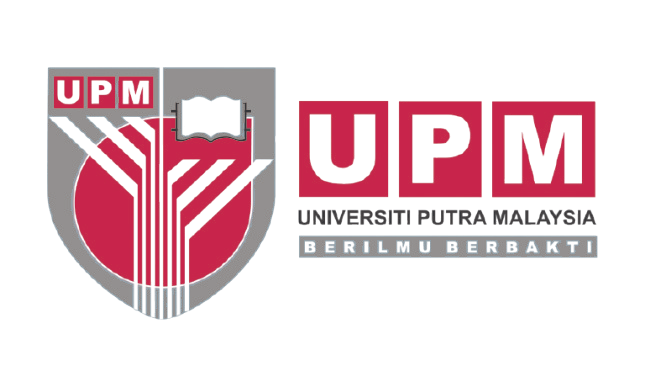 UPM
UPM
UNIVERSITI PUTRA MALAYSIA
BERILMU BERBAKTI